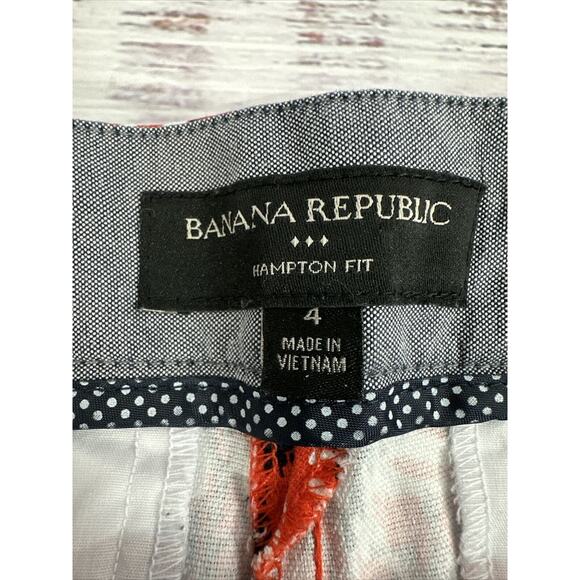 BANANA REPUBLIC
HAMPTON FIT
4
MADE IN
VIETNAM